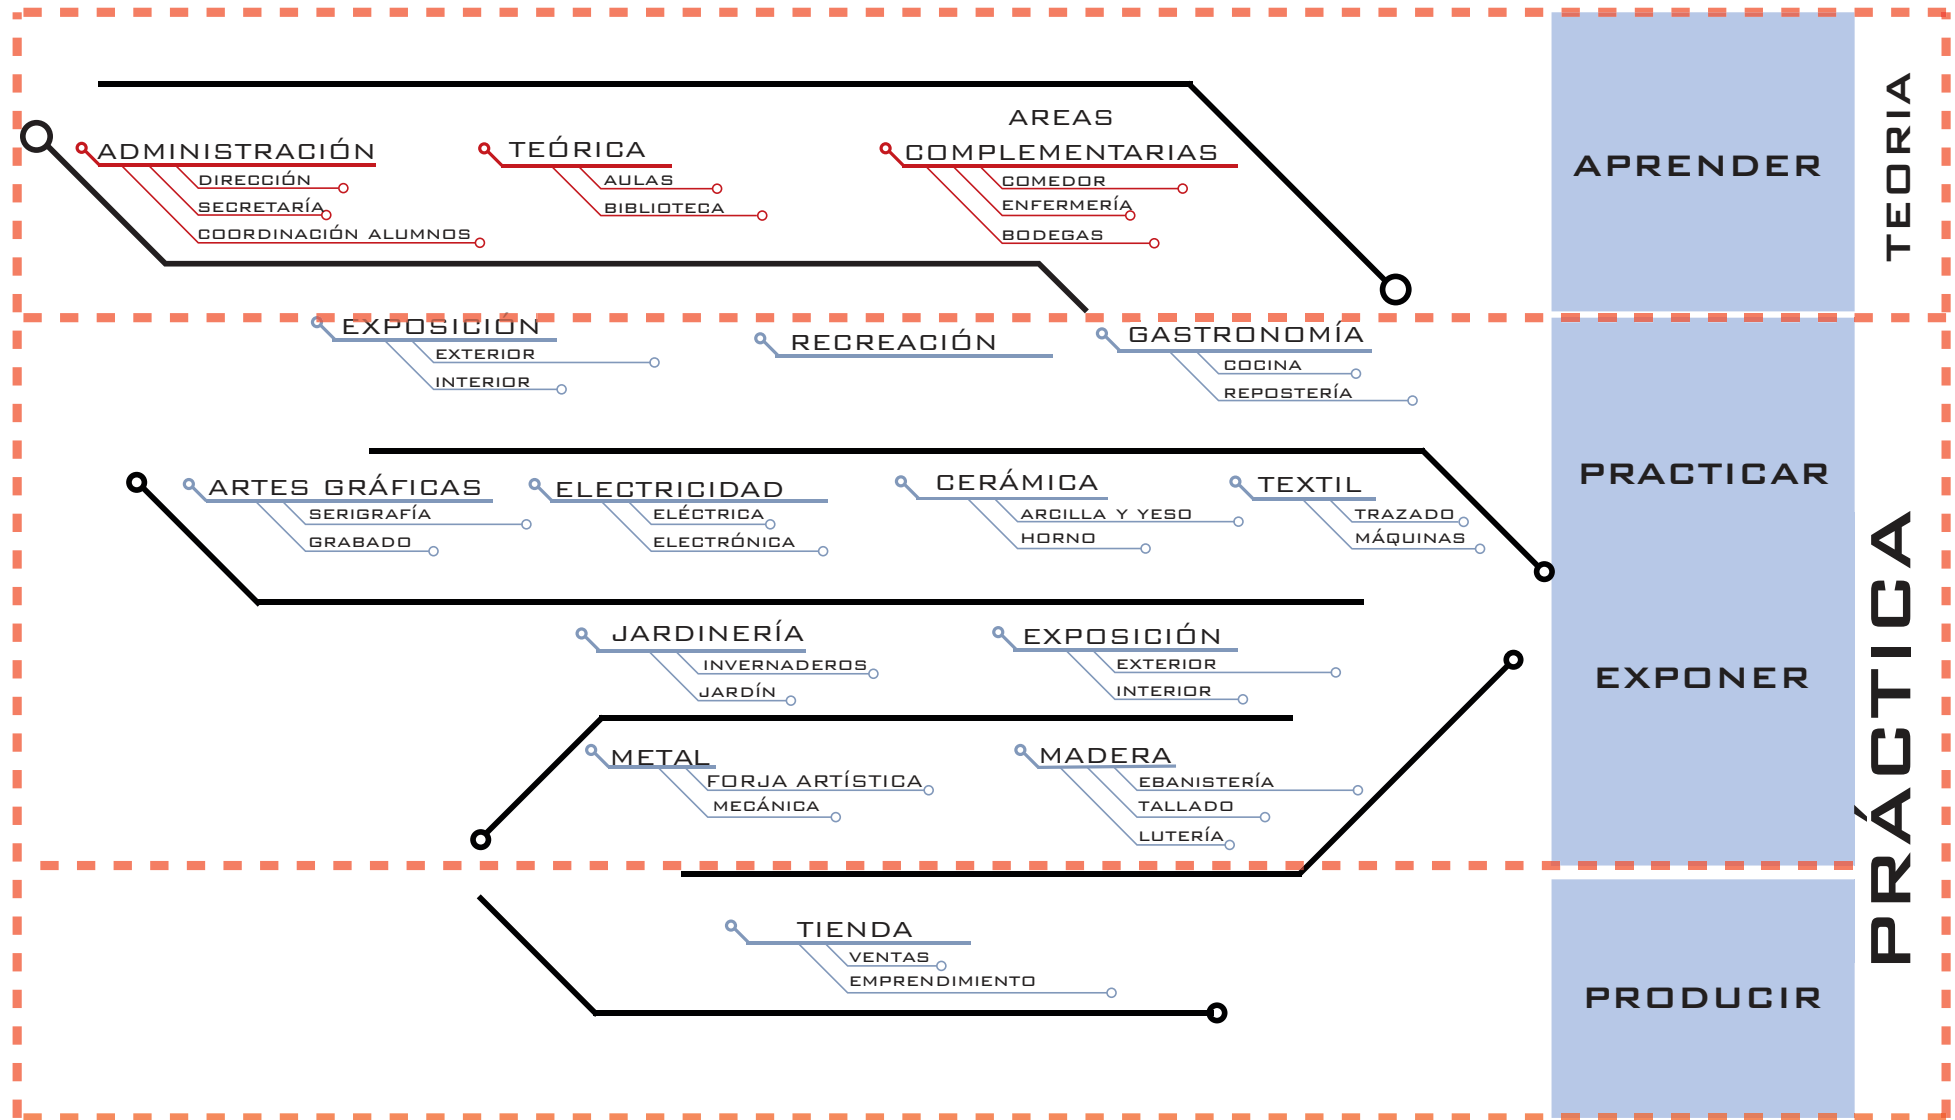 AREAS
ADMINISTRACIÓN
DIRECCIÓN
SECRETARÍA
COORDINACIÓN ALUMNOS
TEÓRICA
AULAS
BIBLIOTECA
COMPLEMENTARIAS
COMEDOR
ENFERMERÍA
BODEGAS
APRENDER
TEORIA
EXPOSICIÓN
EXTERIOR
INTERIOR
RECREACIÓN
GASTRONOMÍA
COCINA
REPOSTERÍA
ARTES GRÁFICAS
SERIGRAFÍA
GRABADO
ELECTRICIDAD
ELÉCTRICA
ELECTRÓNICA
CERÁMICA
ARCILLA Y YESO
HORNO
TEXTIL
TRAZADO
MÁQUINAS
PRACTICAR
JARDINERÍA
INVERNADEROS
JARDÍN
EXPOSICIÓN
EXTERIOR
INTERIOR
EXPONER
PRÁCTICA
METAL
FORJA ARTÍSTICA
MECÁNICA
MADERA
EBANISTERÍA
TALLADO
LUTERÍA
TIENDA
VENTAS
EMPRENDIMIENTO
PRODUCIR